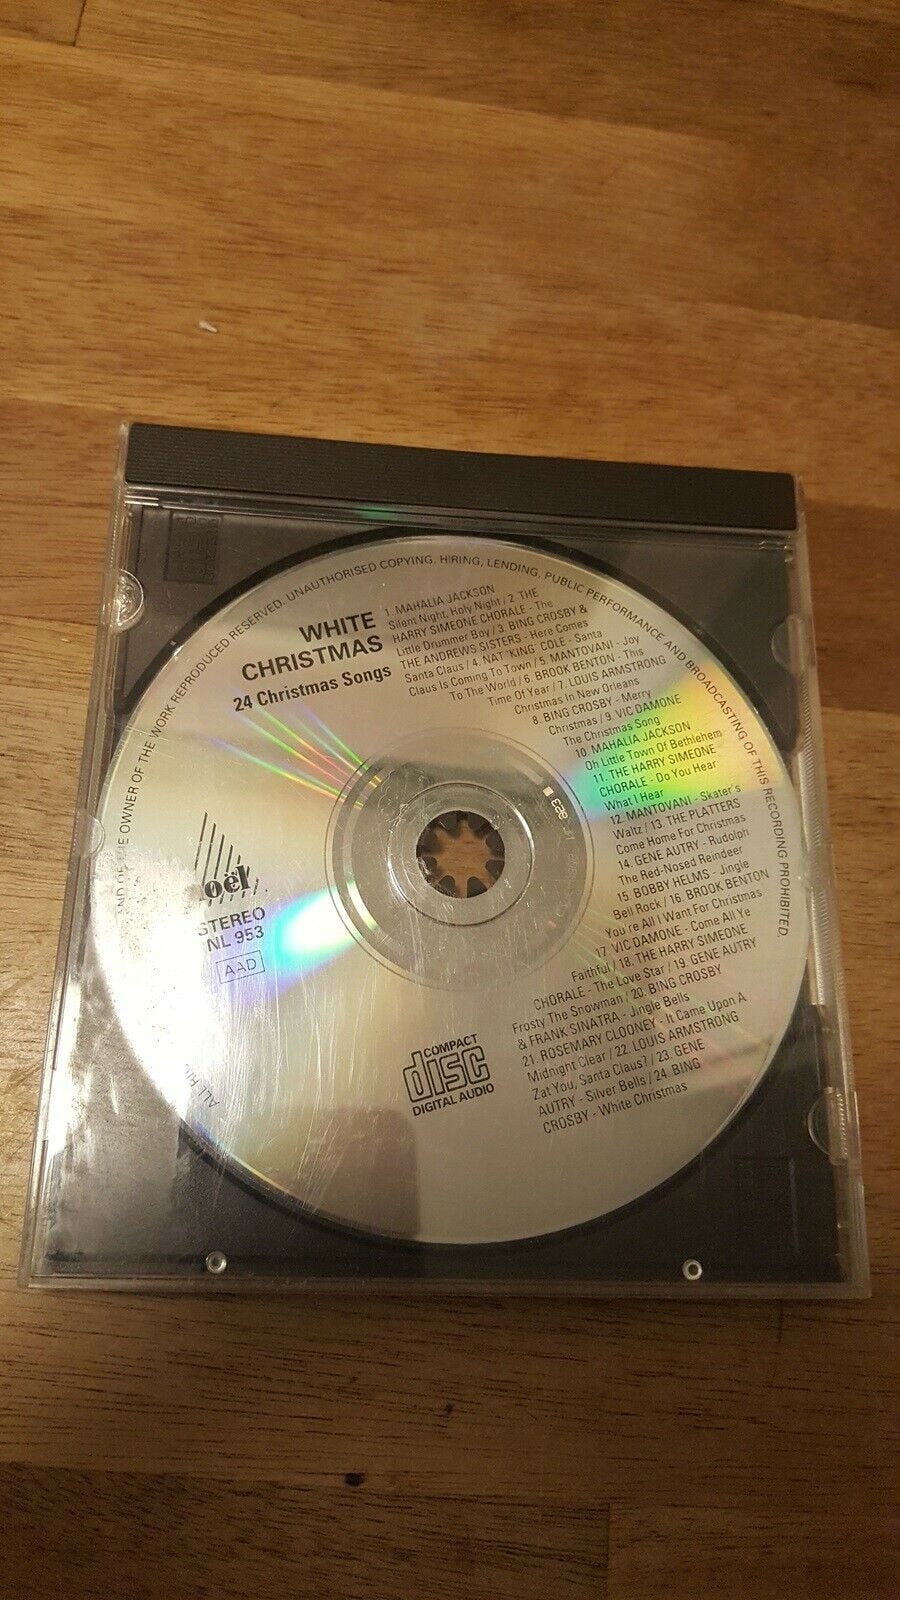 WHITE
CHRISTMAS
24 Christmas Songs
1. MAHALIA JACKSON
Silent Night, Holy Night / 2 THE
HARRY SIMEONE CHORALE - The
Little Drummer Boy / 3. BING CROSBY &
THE ANDREWS SISTERS - Here Comes
Santa Claus / 4. NAT 'KING' COLE - Santa
Claus Is Coming To Town / 5. MANTOVANI - Joy
To The World / 6. BROOK BENTON - This
Time Of Year / 7. LOUIS ARMSTRONG
Christmas In New Orleans
8. BING CROSBY - Merry
Christmas / 9. VIC DAMONE
The Christmas Song
10. MAHALIA JACKSON
Oh Little Town Of Bethlehem
11. THE HARRY SIMEONE
CHORALE - Do You Hear
What I Hear
12. MANTOVANI - Skater's
Waltz / 13. THE PLATTERS
Come Home For Christmas
14. GENE AUTRY - Rudolph
The Red-Nosed Reindeer
15. BOBBY HELMS - Jingle
Bell Rock / 16. BROOK BENTON
You're All I Want For Christmas
17. VIC DAMONE - Come All Ye
Faithful / 18. THE HARRY SIMEONE
CHORALE - The Love Star / 19. GENE AUTRY
Frosty The Snowman / 20. BING CROSBY
& FRANK SINATRA - Jingle Bells
21. ROSEMARY CLOONEY - It Came Upon A
Midnight Clear / 22. LOUIS ARMSTRONG
Zat You, Santa Claus? / 23. GENE
AUTRY - Silver Bells / 24. BING
CROSBY - White Christmas
STEREO
NL 953
AAD
COMPACT
disc
DIGITAL AUDIO
AND OF THE OWNER OF THE WORK REPRODUCED RESERVED. UNAUTHORISED COPYING, HIRING, LENDING, PUBLIC PERFORMANCE AND BROADCASTING OF THIS RECORDING PROHIBITED,